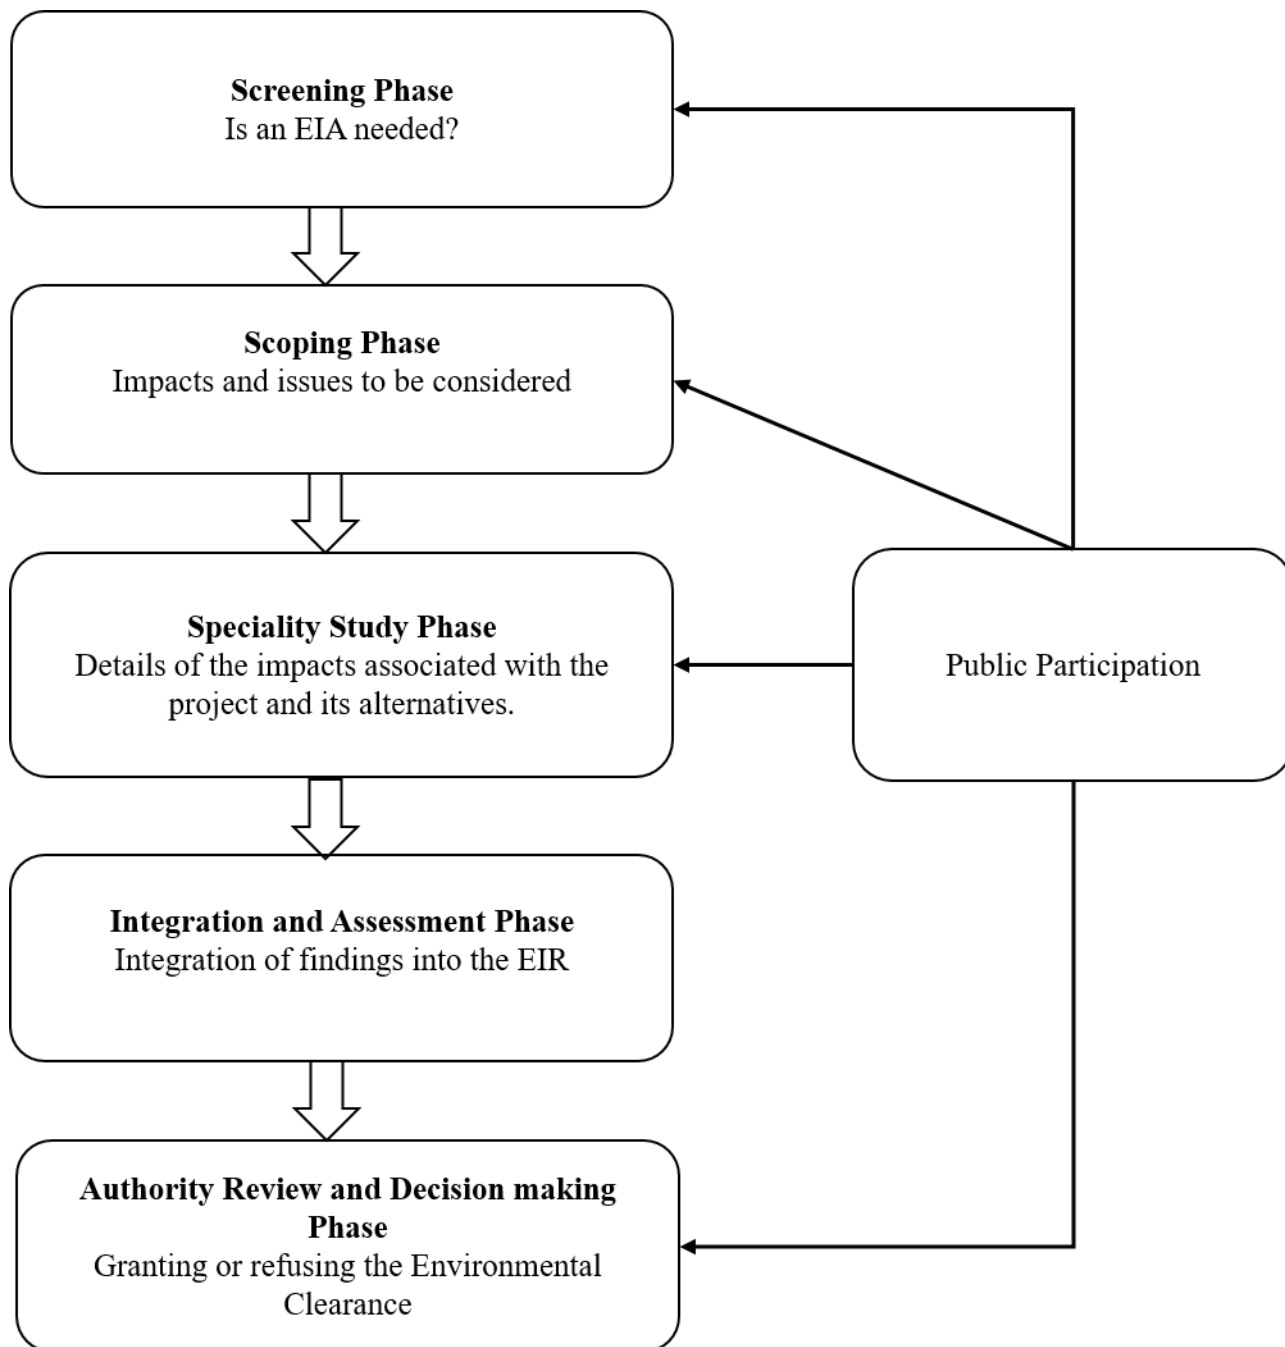 Screening Phase
Is an EIA needed?
Scoping Phase
Impacts and issues to be considered
Speciality Study Phase
Details of the impacts associated with the
project and its alternatives.
Public Participation
Integration and Assessment Phase
Integration of findings into the EIR
Authority Review and Decision making
Phase
Granting or refusing the Environmental
Clearance